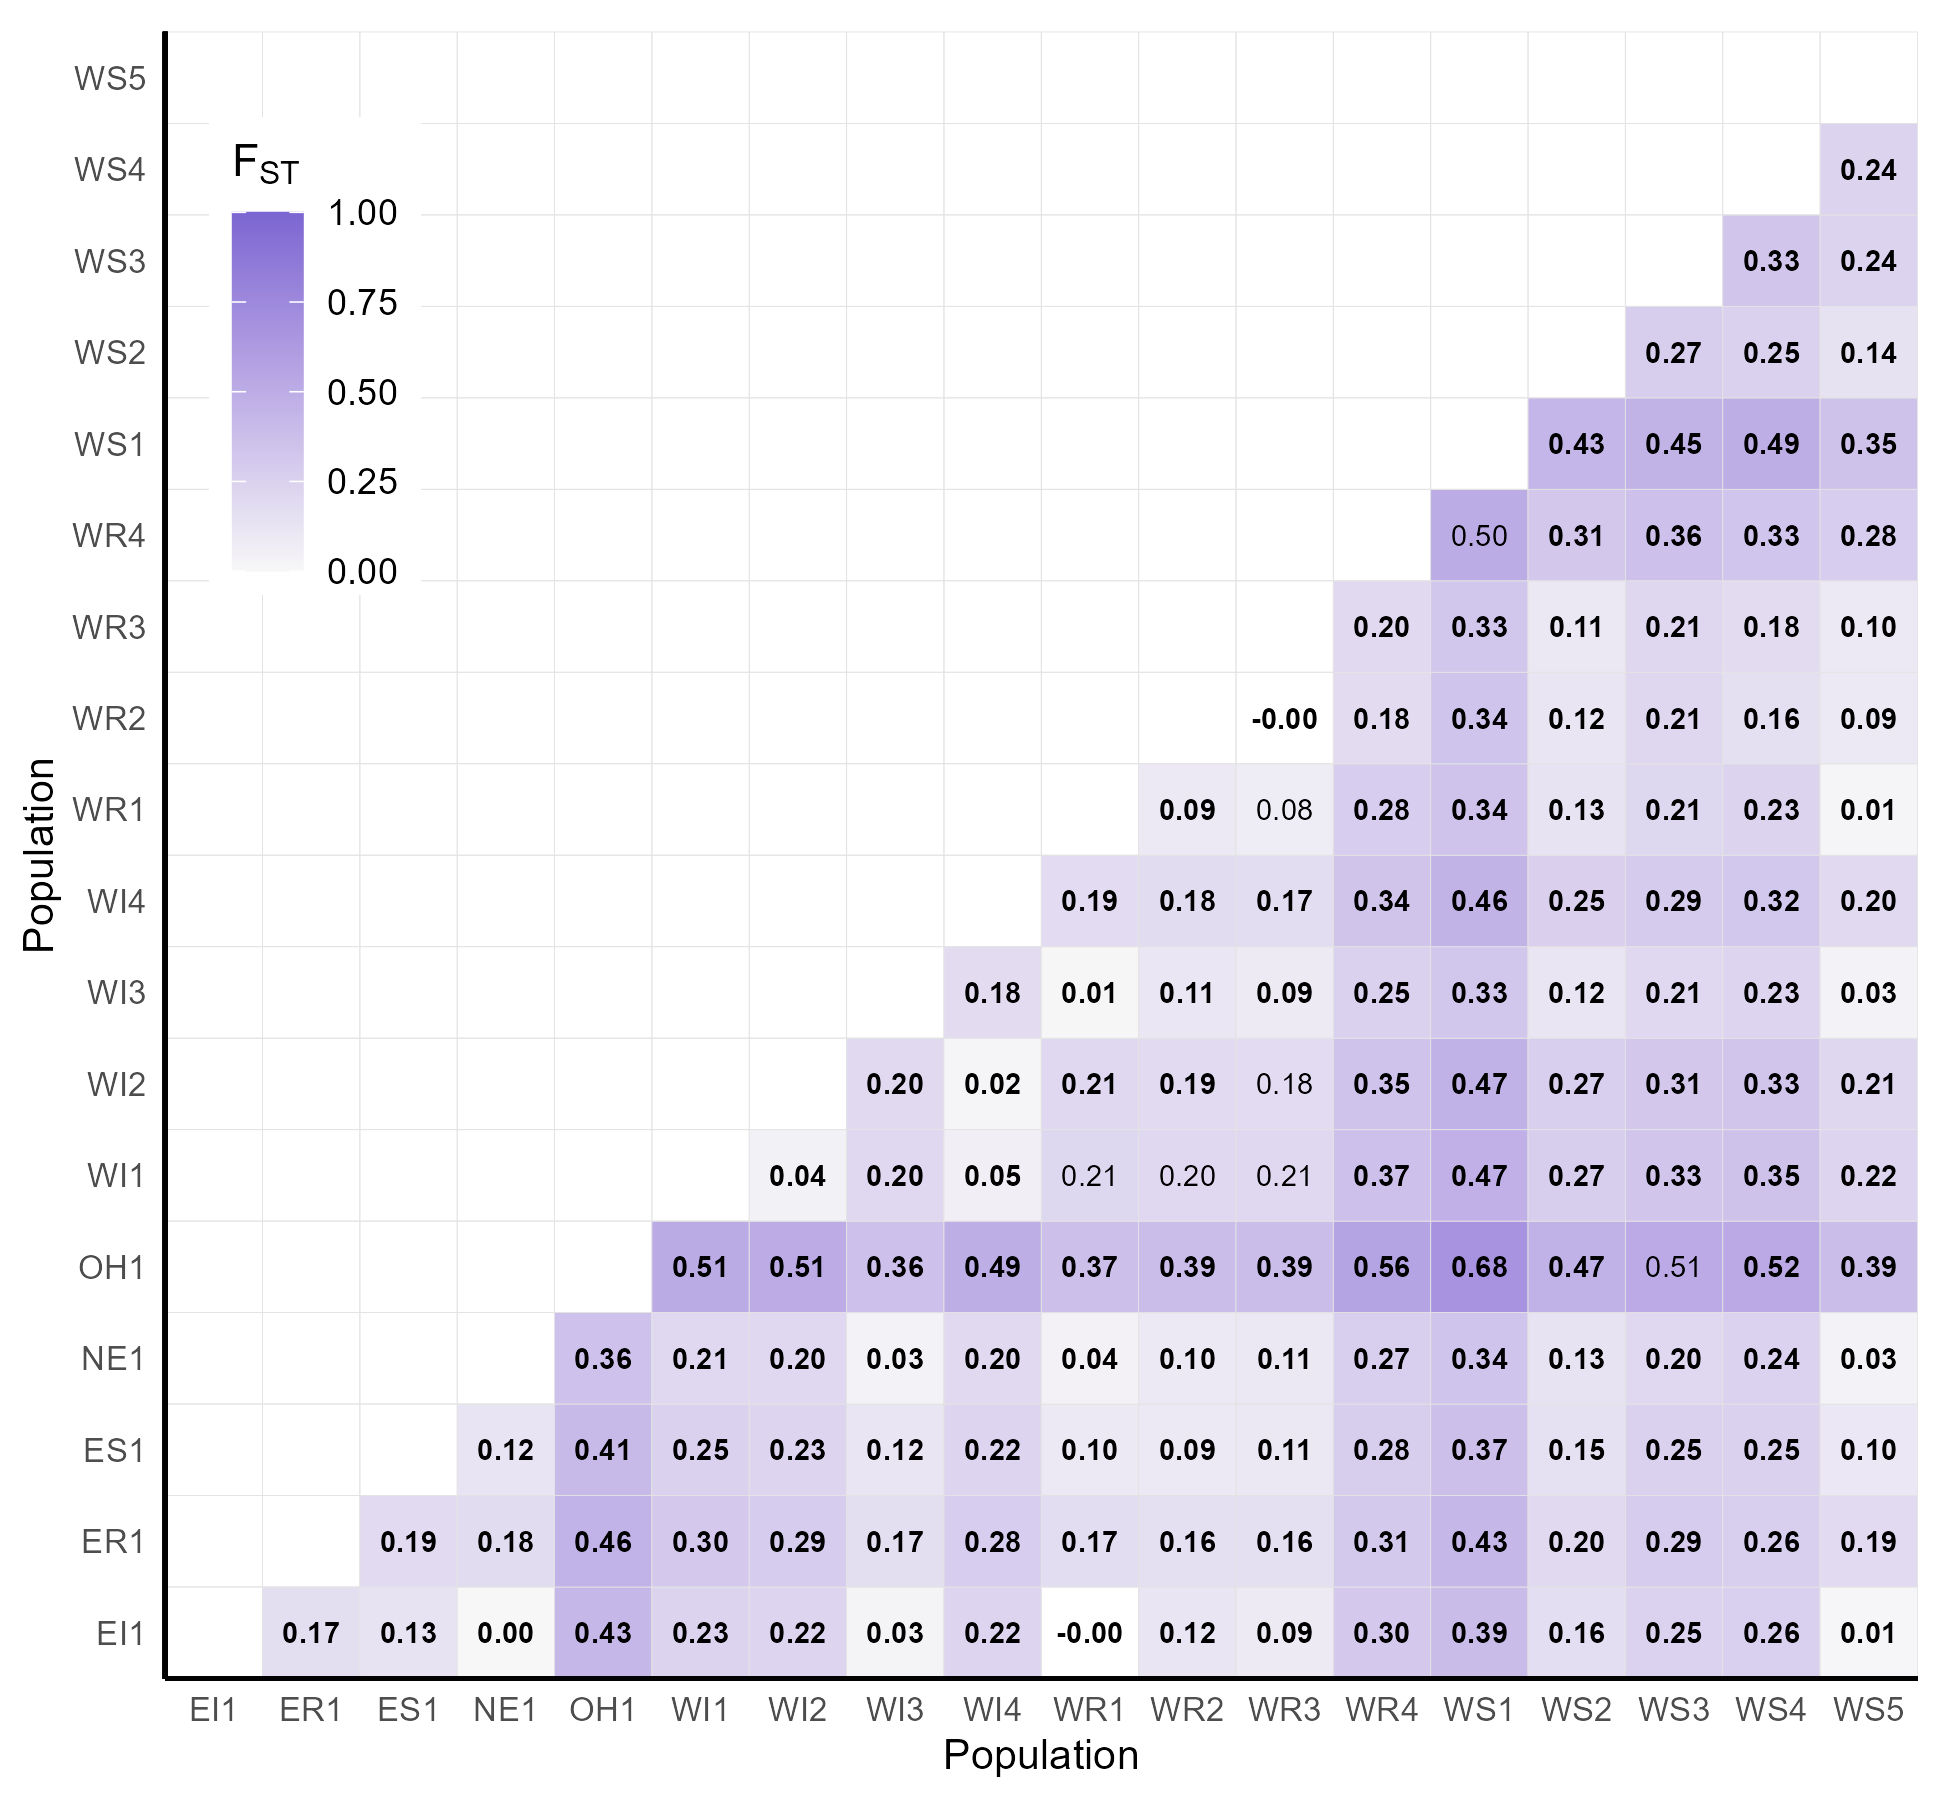 WS5
WS4 0.24
WS3 0.33 0.24
WS2 0.27 0.25 0.14
WS1 0.43 0.45 0.49 0.35
WR4 0.50 0.31 0.36 0.33 0.28
WR3 0.20 0.33 0.11 0.21 0.18 0.10
WR2 -0.00 0.18 0.34 0.12 0.21 0.16 0.09
WR1 0.09 0.08 0.28 0.34 0.13 0.21 0.23 0.01
WI4 0.19 0.18 0.17 0.34 0.46 0.25 0.29 0.32 0.20
WI3 0.18 0.01 0.11 0.09 0.25 0.33 0.12 0.21 0.23 0.03
WI2 0.20 0.02 0.21 0.19 0.18 0.35 0.47 0.27 0.31 0.33 0.21
WI1 0.04 0.20 0.05 0.21 0.20 0.21 0.37 0.47 0.27 0.33 0.35 0.22
OH1 0.51 0.51 0.36 0.49 0.37 0.39 0.39 0.56 0.68 0.47 0.51 0.52 0.39
NE1 0.36 0.21 0.20 0.03 0.20 0.04 0.10 0.11 0.27 0.34 0.13 0.20 0.24 0.03
ES1 0.12 0.41 0.25 0.23 0.12 0.22 0.10 0.09 0.11 0.28 0.37 0.15 0.25 0.25 0.10
ER1 0.19 0.18 0.46 0.30 0.29 0.17 0.28 0.17 0.16 0.16 0.31 0.43 0.20 0.29 0.26 0.19
EI1 0.17 0.13 0.00 0.43 0.23 0.22 0.03 0.22 -0.00 0.12 0.09 0.30 0.39 0.16 0.25 0.26 0.01
EI1 ER1 ES1 NE1 OH1 WI1 WI2 WI3 WI4 WR1 WR2 WR3 WR4 WS1 WS2 WS3 WS4 WS5
Population
Population
FST
1.00
0.75
0.50
0.25
0.00